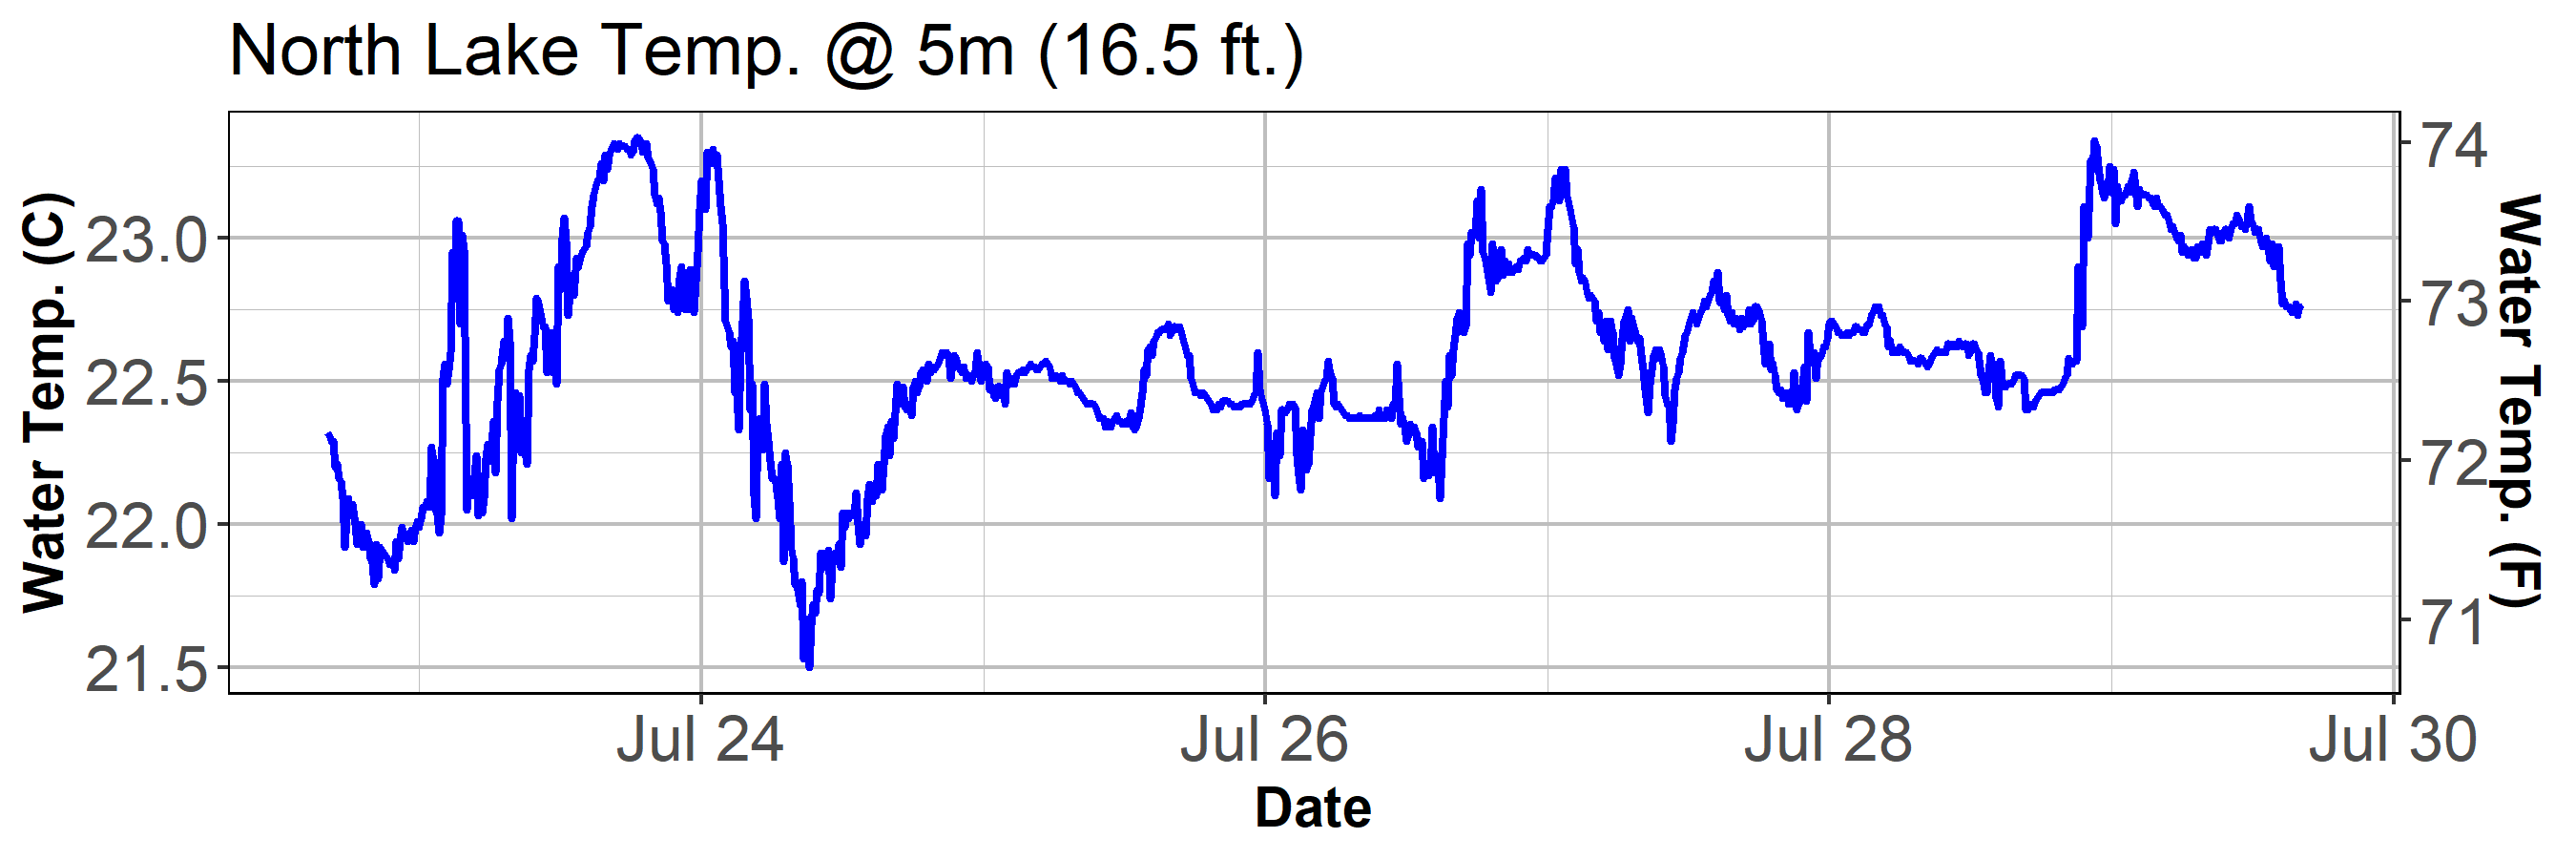 North Lake Temp. @ 5m (16.5 ft.)
Water Temp. (C)
23.0
22.5
22.0
21.5
74
73
72
71
Water Temp. (F)
Jul 24 Jul 26 Jul 28 Jul 30
Date